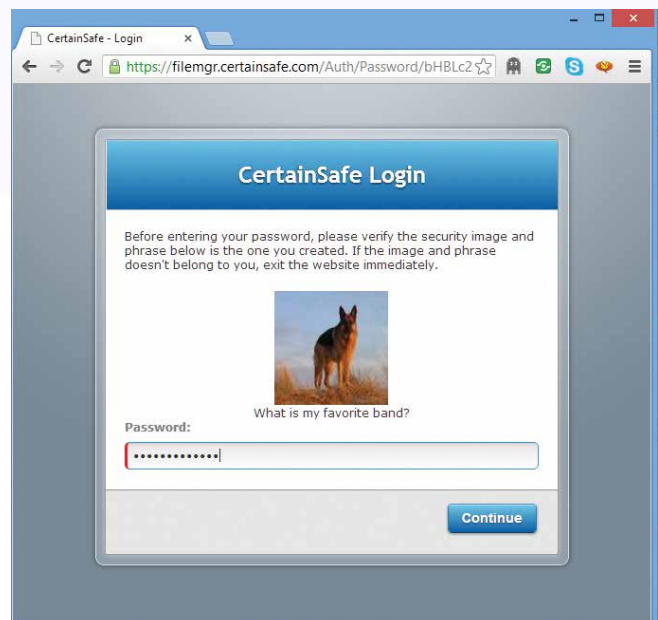 CertainSafe - Login
https://filemgr.certainsafe.com/Auth/Password/bHBLc2
CertainSafe Login
Before entering your password, please verify the security image and
phrase below is the one you created. If the image and phrase
doesn't belong to you, exit the website immediately.
What is my favorite band?
Password:
•••••••••••••
Continue